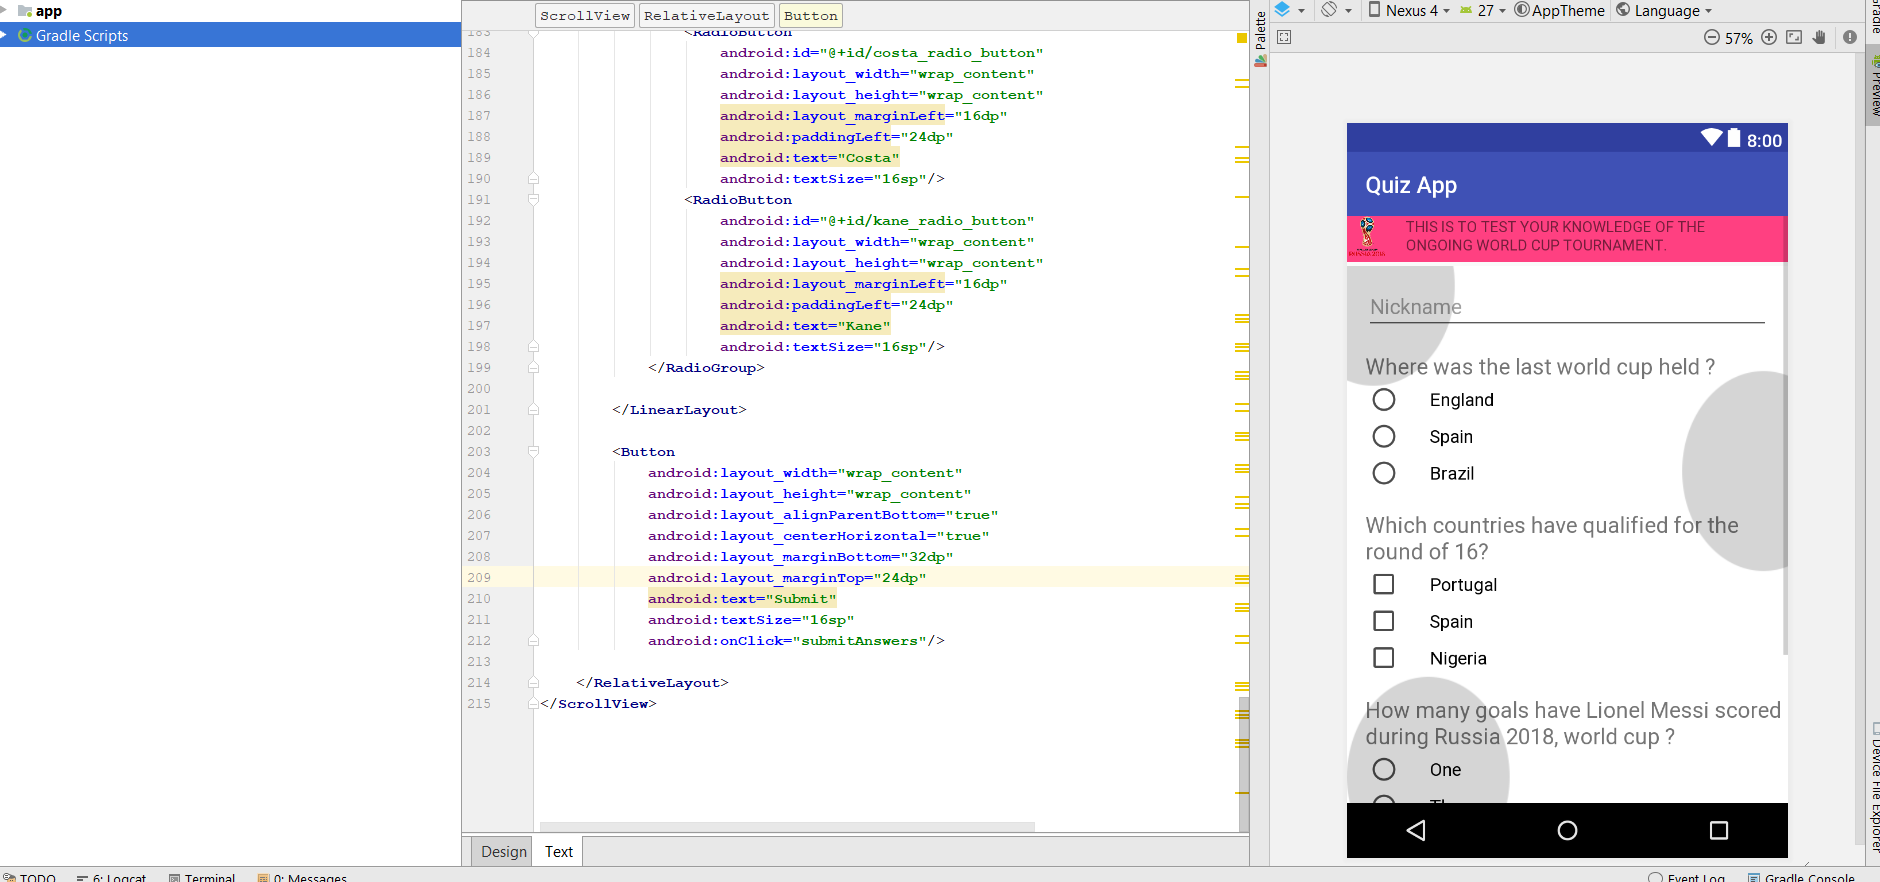 app
Gradle Scripts
ScrollView RelativeLayout Button
183 <RadioButton
184 android:id="@+id/costa_radio_button"
185 android:layout_width="wrap_content"
186 android:layout_height="wrap_content"
187 android:layout_marginLeft="16dp"
188 android:paddingLeft="24dp"
189 android:text="Costa"
190 android:textSize="16sp"/>
191 <RadioButton
192 android:id="@+id/kane_radio_button"
193 android:layout_width="wrap_content"
194 android:layout_height="wrap_content"
195 android:layout_marginLeft="16dp"
196 android:paddingLeft="24dp"
197 android:text="Kane"
198 android:textSize="16sp"/>
199 </RadioGroup>
200
201 </LinearLayout>
202
203 <Button
204 android:layout_width="wrap_content"
205 android:layout_height="wrap_content"
206 android:layout_alignParentBottom="true"
207 android:layout_centerHorizontal="true"
208 android:layout_marginBottom="32dp"
209 android:layout_marginTop="24dp"
210 android:text="Submit"
211 android:textSize="16sp"
212 android:onClick="submitAnswers"/>
213
214 </RelativeLayout>
215 </ScrollView>
Design Text
Palette
Nexus 4 27 AppTheme Language
57%
8:00
Quiz App
THIS IS TO TEST YOUR KNOWLEDGE OF THE
ONGOING WORLD CUP TOURNAMENT.
Nickname
Where was the last world cup held ?
England
Spain
Brazil
Which countries have qualified for the
round of 16?
Portugal
Spain
Nigeria
How many goals have Lionel Messi scored
during Russia 2018, world cup ?
One
Gradle
Preview
Device File Explorer
TODO 6: Logcat Terminal 0: Messages Event Log Gradle Console